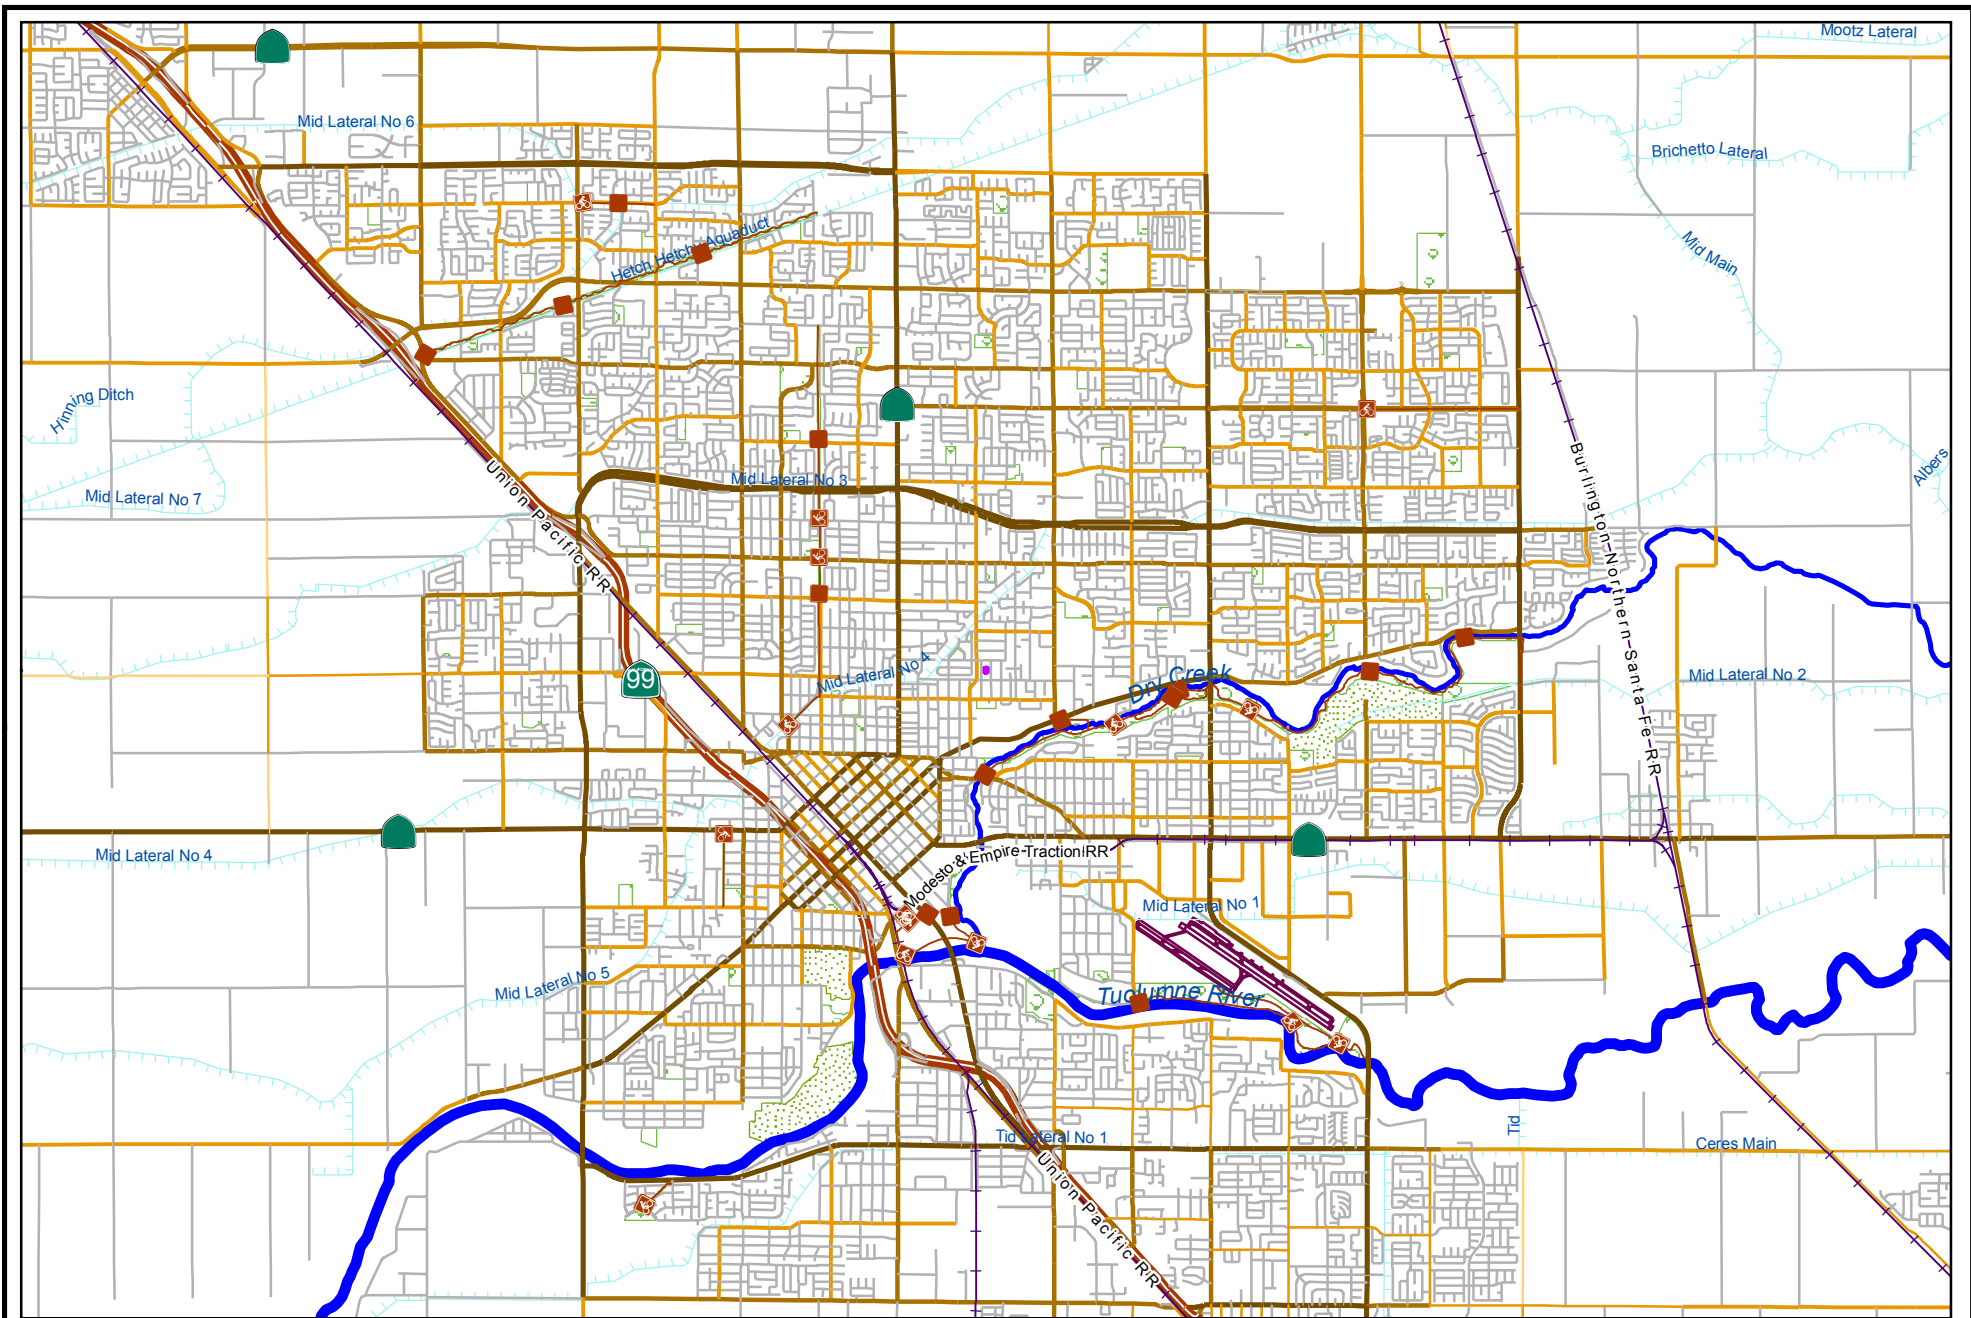 Mootz Lateral
Mid Lateral No 6
Brichetto Lateral
Mid Main
Hetch Hetchy Aquaduct
Hinning Ditch
Mid Lateral No 7
Union Pacific RR
Mid Lateral No 3
Burlington Northern Santa Fe RR
Albers
99
Mid Lateral No 4
Dry Creek
Mid Lateral No 2
Mid Lateral No 4
Modesto & Empire Traction RR
Mid Lateral No 1
Mid Lateral No 5
Tuolumne River
Tid Lateral No 1
Tid
Ceres Main
Union Pacific RR